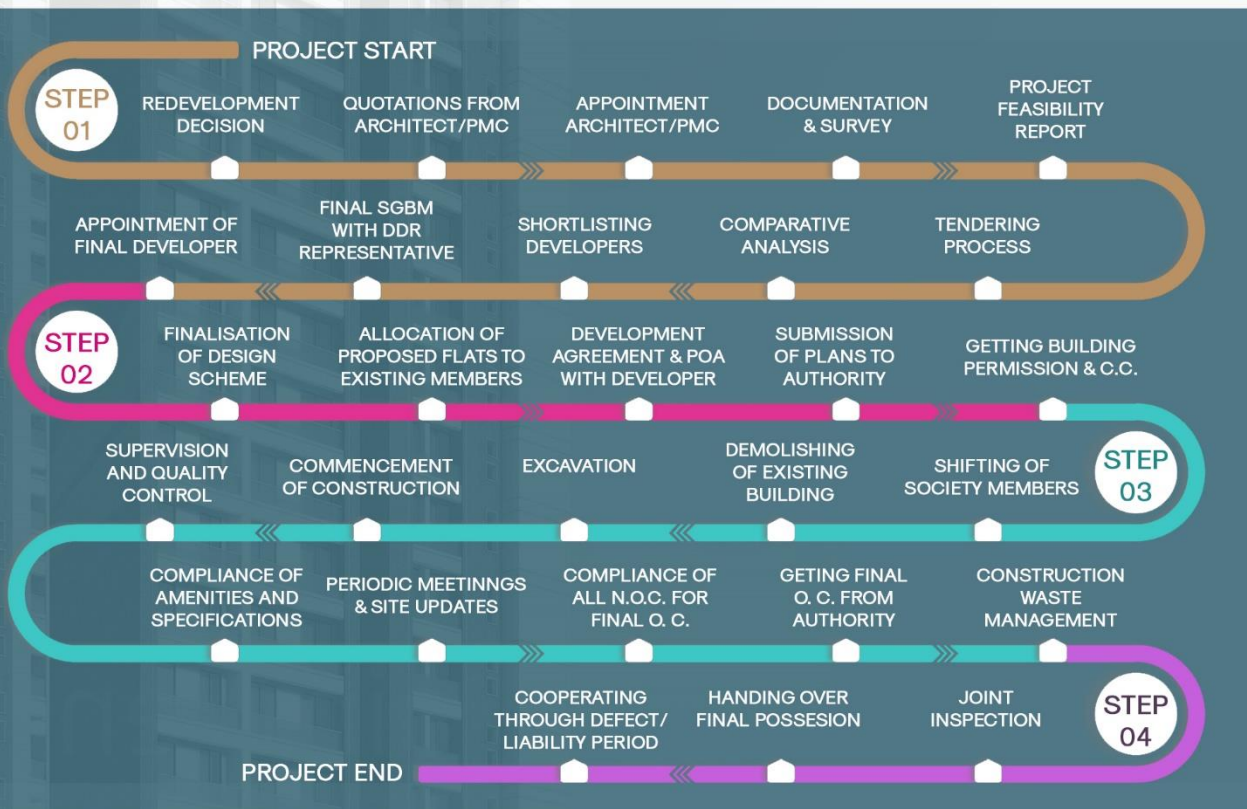 PROJECT START
STEP
01
REDEVELOPMENT
DECISION
QUOTATIONS FROM
ARCHITECT/PMC
APPOINTMENT
ARCHITECT/PMC
DOCUMENTATION
& SURVEY
PROJECT
FEASIBILITY
REPORT
APPOINTMENT OF
FINAL DEVELOPER
FINAL SGBM
WITH DDR
REPRESENTATIVE
SHORTLISTING
DEVELOPERS
COMPARATIVE
ANALYSIS
TENDERING
PROCESS
STEP
02
FINALISATION
OF DESIGN
SCHEME
ALLOCATION OF
PROPOSED FLATS TO
EXISTING MEMBERS
DEVELOPMENT
AGREEMENT & POA
WITH DEVELOPER
SUBMISSION
OF PLANS TO
AUTHORITY
GETTING BUILDING
PERMISSION & C.C.
SUPERVISION
AND QUALITY
CONTROL
COMMENCEMENT
OF CONSTRUCTION
EXCAVATION
DEMOLISHING
OF EXISTING
BUILDING
SHIFTING OF
SOCIETY MEMBERS
STEP
03
COMPLIANCE OF
AMENITIES AND
SPECIFICATIONS
PERIODIC MEETINNGS
& SITE UPDATES
COMPLIANCE OF
ALL N.O.C. FOR
FINAL O. C.
GETING FINAL
O. C. FROM
AUTHORITY
CONSTRUCTION
WASTE
MANAGEMENT
COOPERATING
THROUGH DEFECT/
LIABILITY PERIOD
HANDING OVER
FINAL POSSESION
JOINT
INSPECTION
STEP
04
PROJECT END